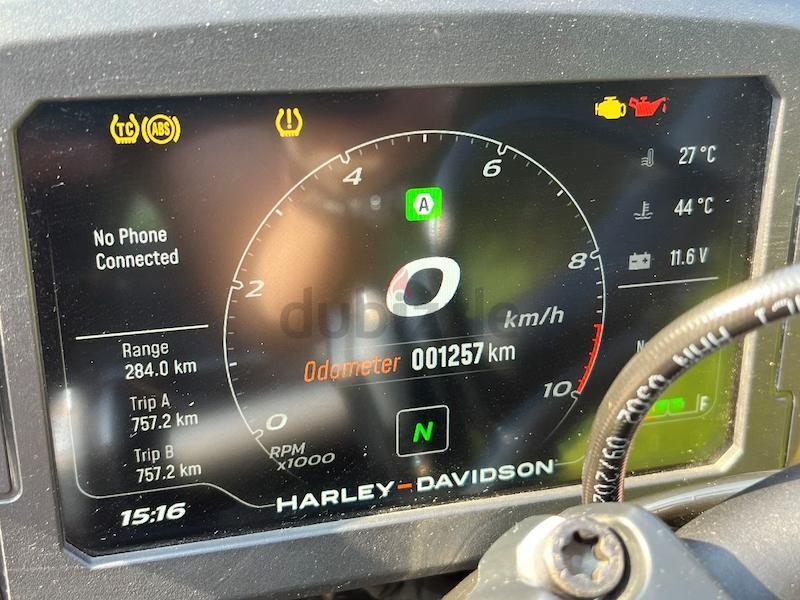 TC ABS
!
4
6
27 °C
A
44 °C
No Phone
Connected
8
11.6 V
2
0
dubizzle
km/h
Range
284.0 km
Odometer 001257 km
10
Trip A
757.2 km
0
N
F
RPM
x1000
Trip B
757.2 km
HARLEY-DAVIDSON
15:16